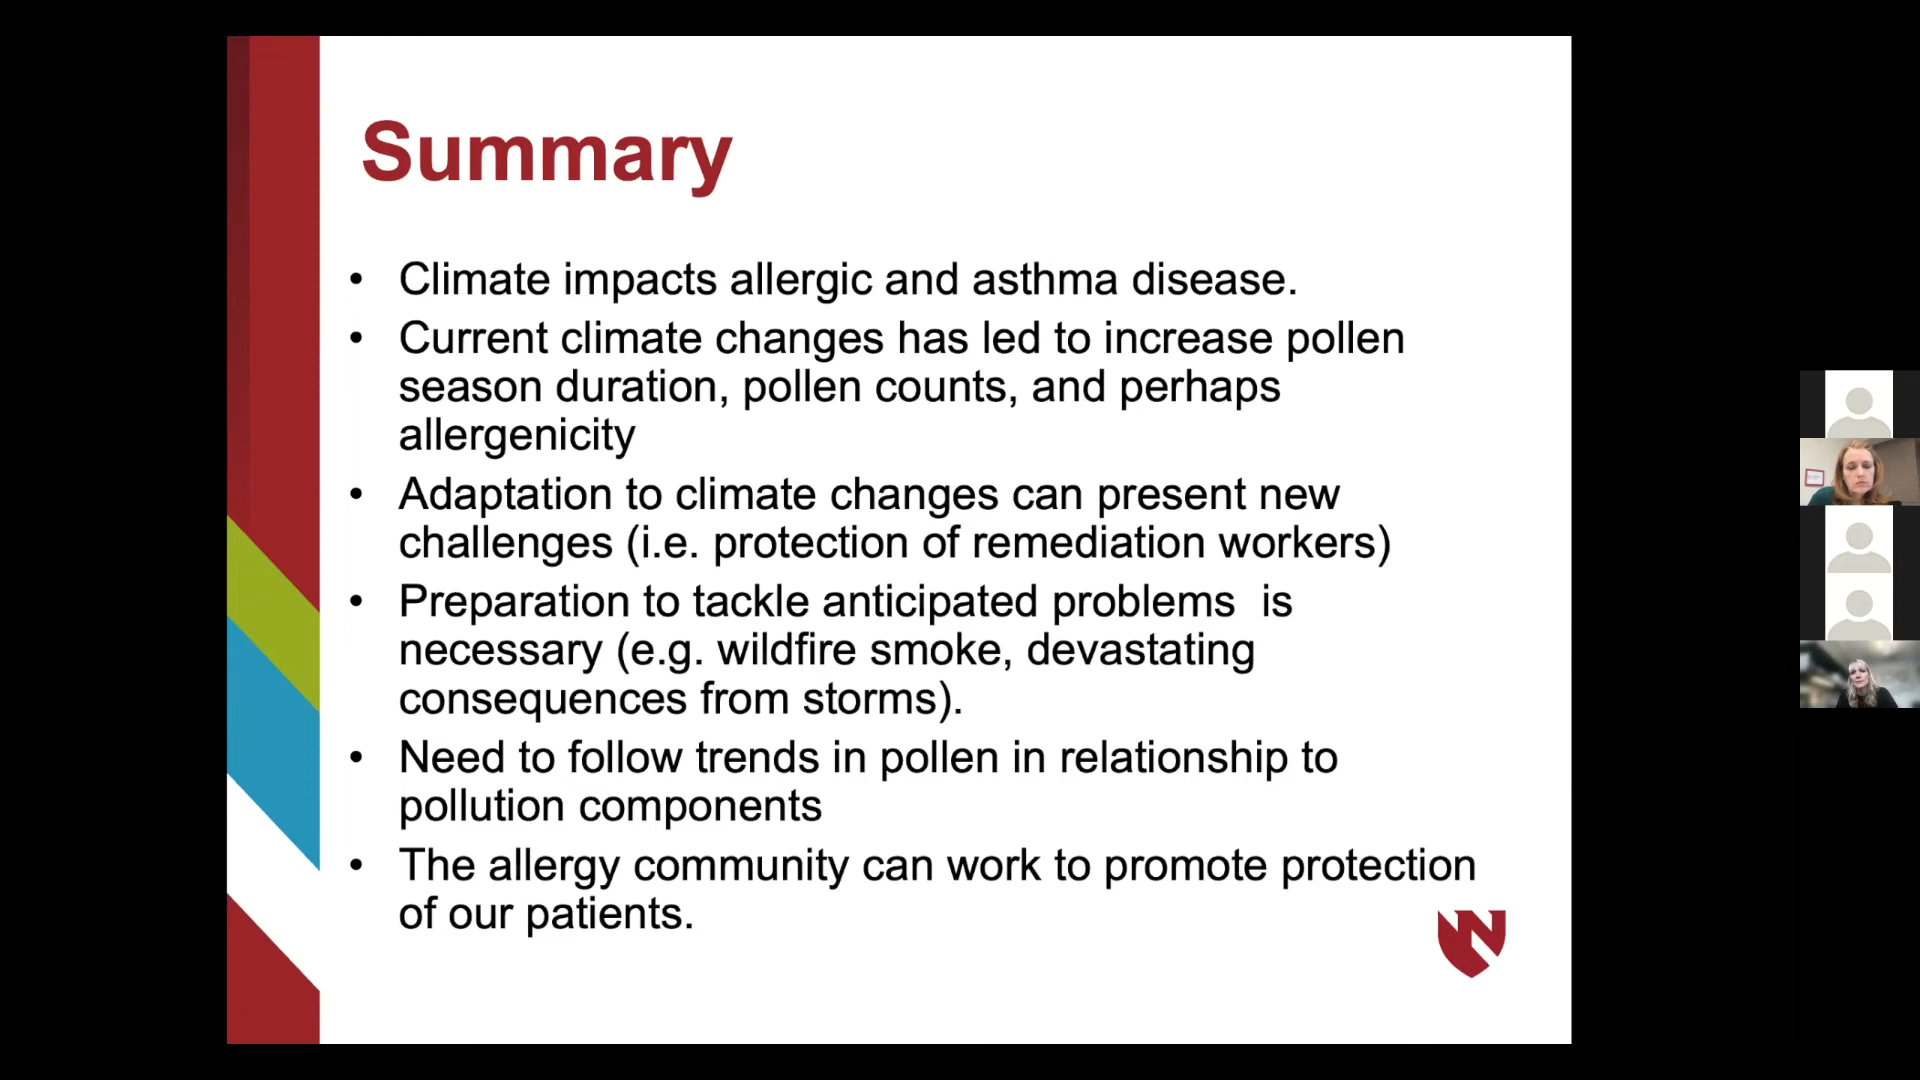 Summary
• Climate impacts allergic and asthma disease.
• Current climate changes has led to increase pollen
season duration, pollen counts, and perhaps
allergenicity
• Adaptation to climate changes can present new
challenges (i.e. protection of remediation workers)
• Preparation to tackle anticipated problems  is
necessary (e.g. wildfire smoke, devastating
consequences from storms).
• Need to follow trends in pollen in relationship to
pollution components
• The allergy community can work to promote protection
of our patients.